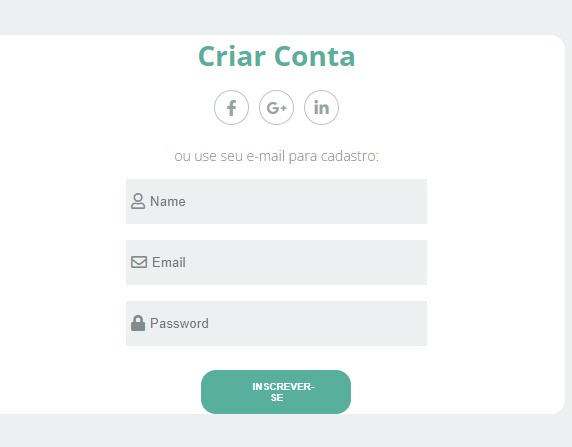 Criar Conta
f G+ in
ou use seu e-mail para cadastro:
Name
Email
Password
INSCREVER-
SE